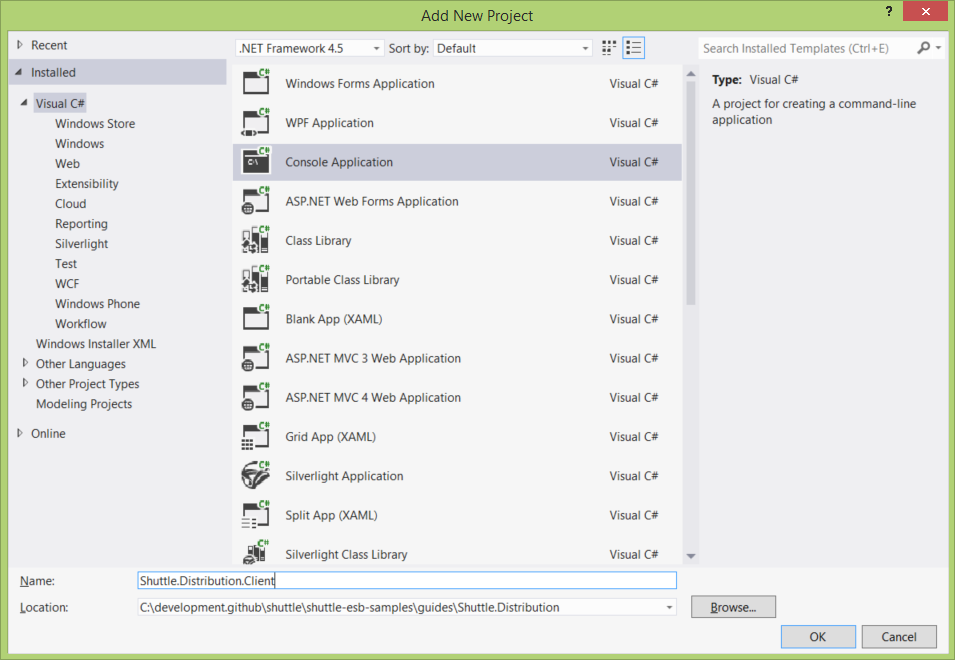 Add New Project
?
Recent
Installed
Visual C#
Windows Store
Windows
Web
Extensibility
Cloud
Reporting
Silverlight
Test
WCF
Windows Phone
Workflow
Windows Installer XML
Other Languages
Other Project Types
Modeling Projects
Online
.NET Framework 4.5 Sort by: Default
Windows Forms Application Visual C#
WPF Application Visual C#
Console Application Visual C#
ASP.NET Web Forms Application Visual C#
Class Library Visual C#
Portable Class Library Visual C#
Blank App (XAML) Visual C#
ASP.NET MVC 3 Web Application Visual C#
ASP.NET MVC 4 Web Application Visual C#
Grid App (XAML) Visual C#
Silverlight Application Visual C#
Split App (XAML) Visual C#
Silverlight Class Library Visual C#
Search Installed Templates (Ctrl+E)
Type: Visual C#
A project for creating a command-line
application
Name: Shuttle.Distribution.Client
Location: C:\development.github\shuttle\shuttle-esb-samples\guides\Shuttle.Distribution
Browse...
OK Cancel